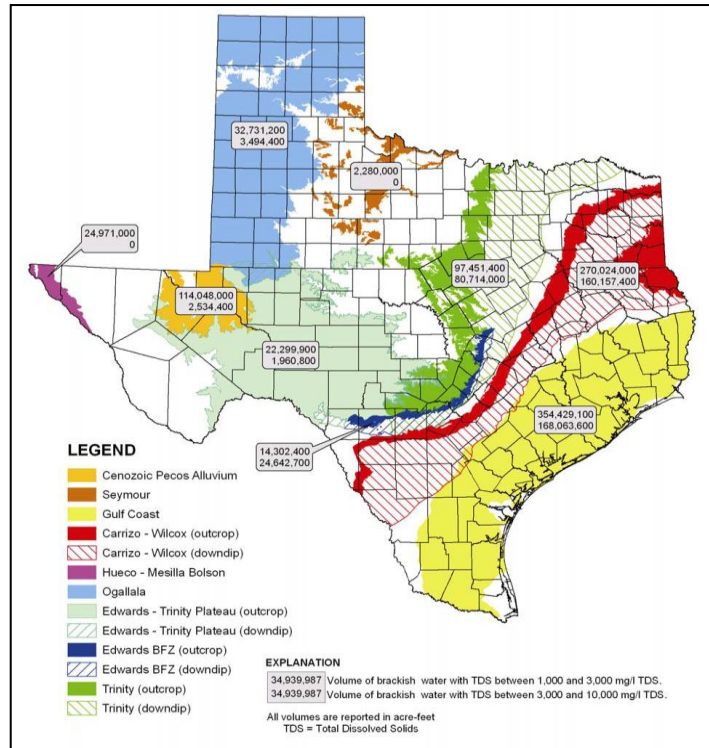 32,731,200
3,494,400
2,280,000
0
24,971,000
0
97,451,400
80,714,000
270,024,000
160,157,400
114,048,000
2,534,400
22,299,900
1,960,800
354,429,100
168,063,600
14,302,400
24,642,700
LEGEND
Cenozoic Pecos Alluvium
Seymour
Gulf Coast
Carrizo - Wilcox (outcrop)
Carrizo - Wilcox (downdip)
Hueco - Mesilla Bolson
Ogallala
Edwards - Trinity Plateau (outcrop)
Edwards - Trinity Plateau (downdip)
Edwards BFZ (outcrop)
Edwards BFZ (downdip)
Trinity (outcrop)
Trinity (downdip)
EXPLANATION
34,939,987 Volume of brackish water with TDS between 1,000 and 3,000 mg/l TDS.
34,939,987 Volume of brackish water with TDS between 3,000 and 10,000 mg/l TDS.
All volumes are reported in acre-feet
TDS = Total Dissolved Solids